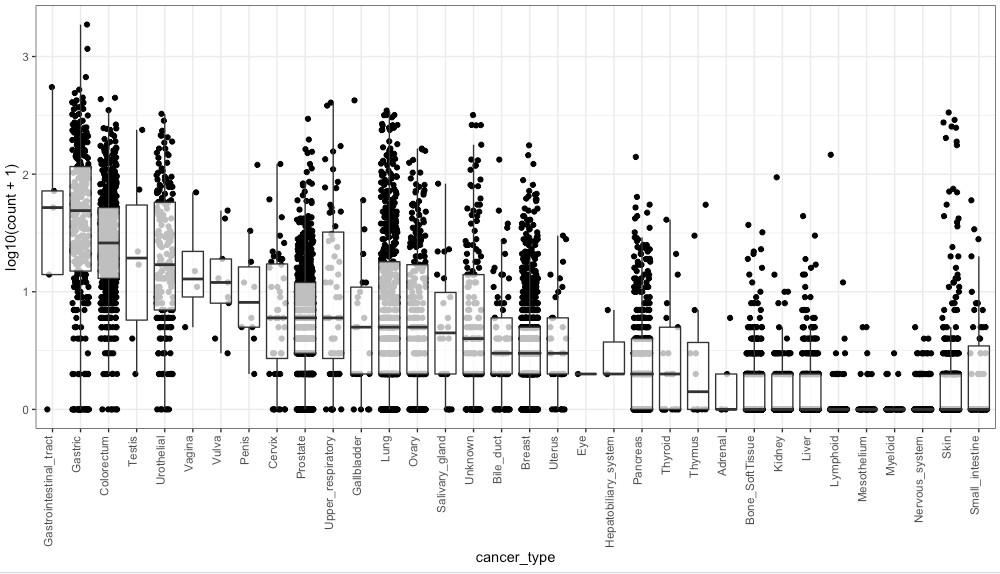 log10(count + 1)
3
2
1
0
Gastrointestinal_tract
Gastric
Colorectum
Testis
Urothelial
Vagina
Vulva
Penis
Cervix
Prostate
Upper_respiratory
Gallbladder
Lung
Ovary
Salivary_gland
Unknown
Bile_duct
Breast
Uterus
Eye
Hepatobiliary_system
Pancreas
Thyroid
Thymus
Adrenal
Bone_SoftTissue
Kidney
Liver
Lymphoid
Mesothelium
Myeloid
Nervous_system
Skin
Small_intestine
cancer_type